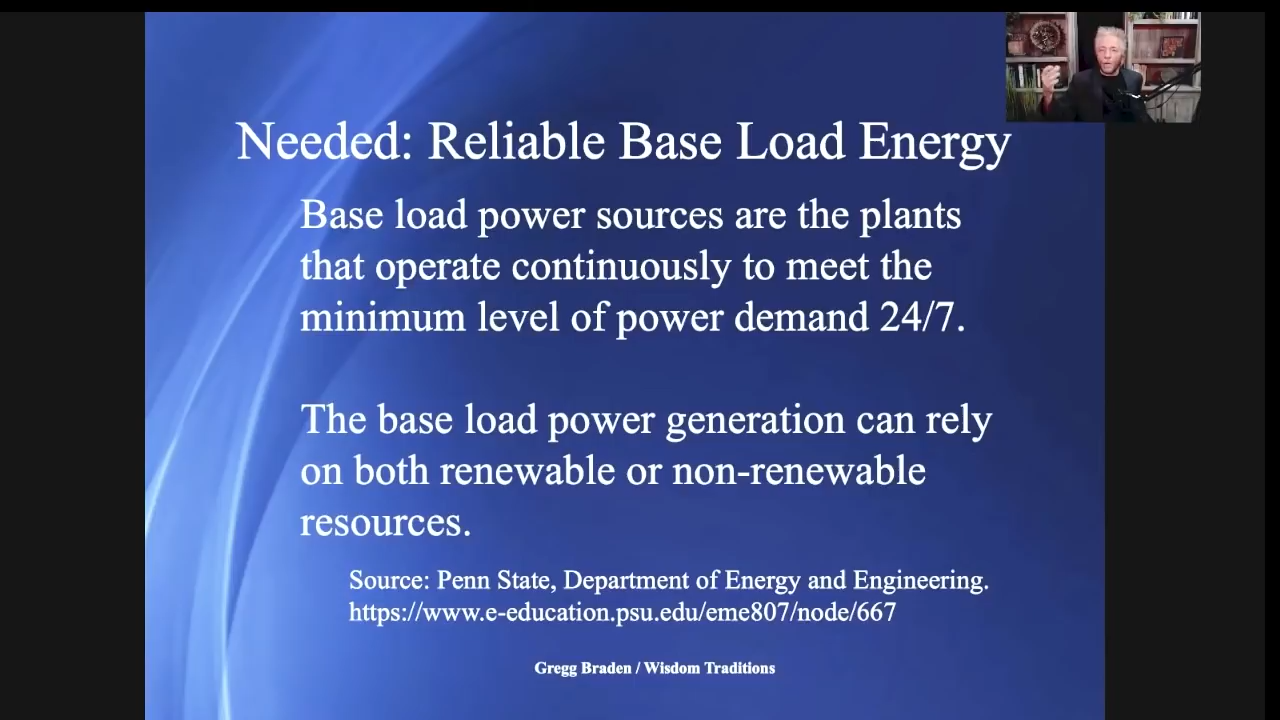 Needed: Reliable Base Load Energy
Base load power sources are the plants
that operate continuously to meet the
minimum level of power demand 24/7.
The base load power generation can rely
on both renewable or non-renewable
resources.
Source: Penn State, Department of Energy and Engineering.
https://www.e-education.psu.edu/eme807/node/667
Gregg Braden / Wisdom Traditions